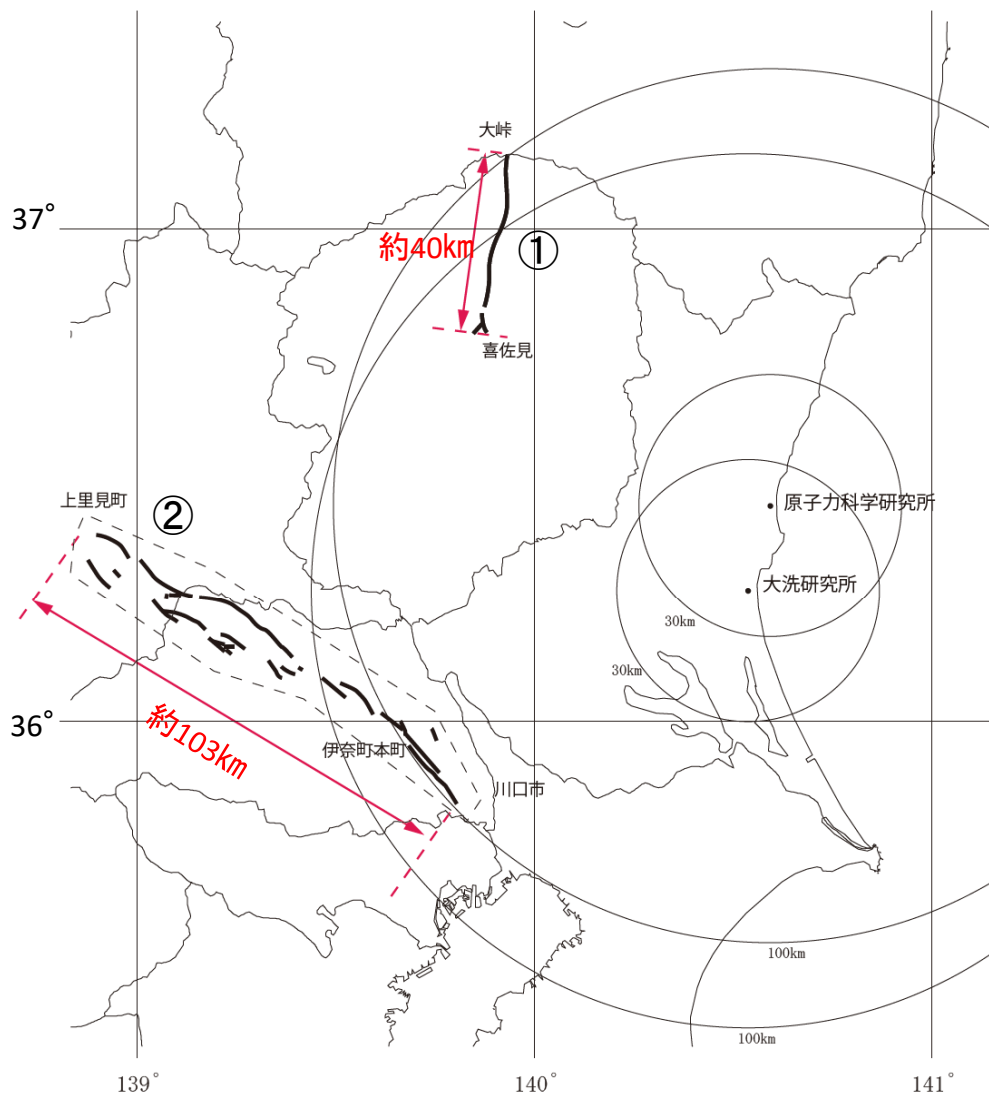 大峠
37°
約40㎞
①
喜佐見
上里見町
②
原子力科学研究所
大洗研究所
30㎞
30㎞
36°
約103㎞
伊奈町本町
川口市
100㎞
100㎞
139°
140°
141°